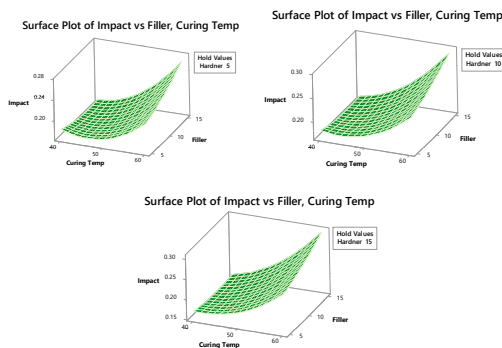 Surface Plot of Impact vs Filler, Curing Temp
Hold Values
Hardner 5
0.28
0.24
Impact
0.20
15
10
Filler
5
40
50
60
Curing Temp
Surface Plot of Impact vs Filler, Curing Temp
Hold Values
Hardner 10
0.30
Impact
0.25
0.20
15
10
Filler
5
40
50
60
Curing Temp
Surface Plot of Impact vs Filler, Curing Temp
Hold Values
Hardner 15
0.30
0.25
Impact
0.20
0.15
15
10
Filler
5
40
50
60
Curing Temp